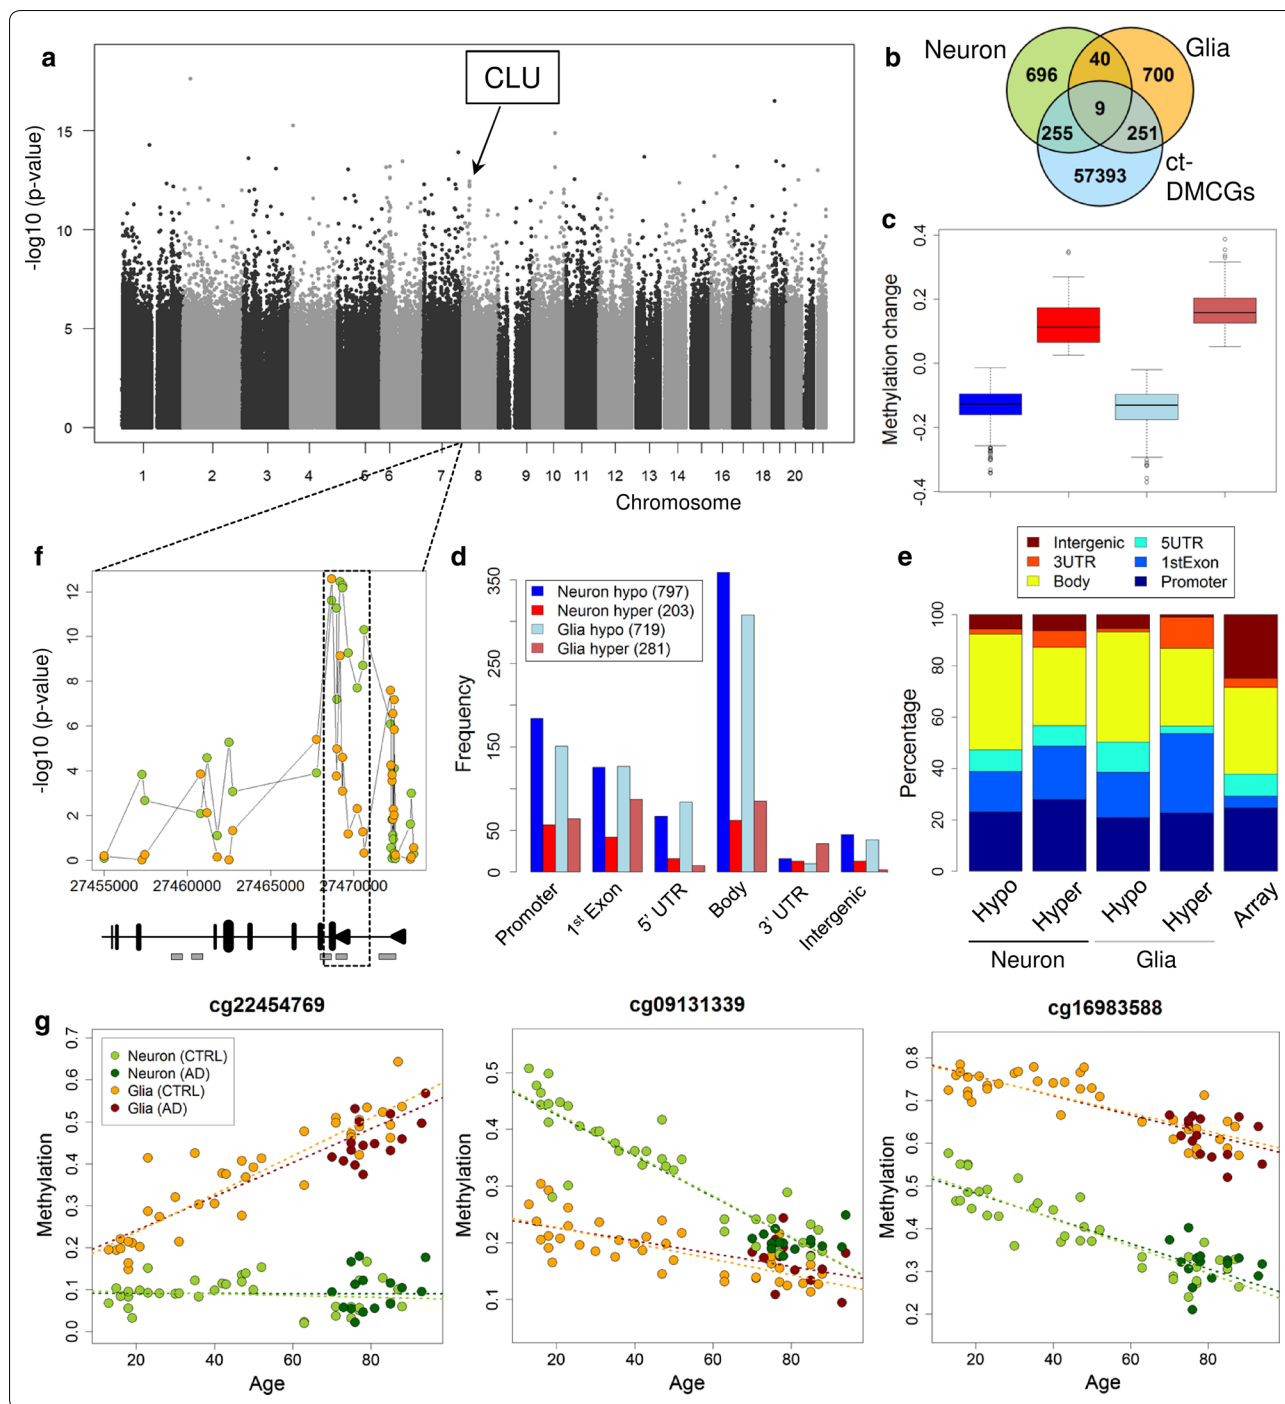 a
CLU
-log10 (p-value)
15
10
5
0
1 2 3 4 5 6 7 8 9 10 11 12 13 14 15 16 18 20
Chromosome
b
Neuron
Glia
696
40
700
9
255
251
57393
ct-
DMCGs
c
Methylation change
0.4
0.2
0.0
-0.2
-0.4
f
-log10 (p-value)
12
10
8
6
4
2
0
27455000 27460000 27465000 27470000
d
Frequency
350
250
150
50
0
Neuron hypo (797)
Neuron hyper (203)
Glia hypo (719)
Glia hyper (281)
Promoter
1st Exon
5' UTR
Body
3' UTR
Intergenic
e
Intergenic
3UTR
Body
5UTR
1stExon
Promoter
Percentage
100
80
60
40
20
0
Hypo
Hyper
Hypo
Hyper
Array
Neuron
Glia
g
cg22454769
Methylation
0.7
0.6
0.5
0.4
0.3
0.2
0.1
0.0
Neuron (CTRL)
Neuron (AD)
Glia (CTRL)
Glia (AD)
20 40 60 80
Age
cg09131339
Methylation
0.5
0.4
0.3
0.2
0.1
20 40 60 80
Age
cg16983588
Methylation
0.8
0.7
0.6
0.5
0.4
0.3
0.2
20 40 60 80
Age